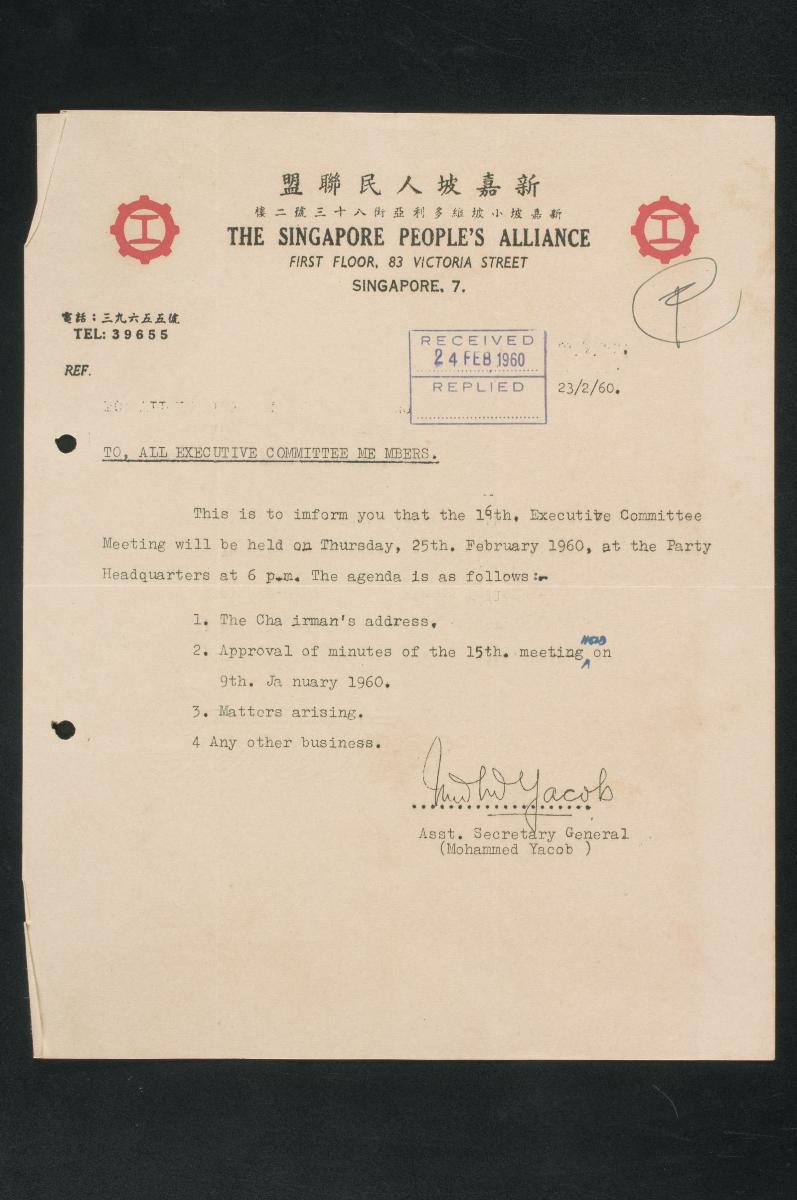 盟聯民人坡嘉新
樓二號三十八街亞利多維坡小坡嘉新
THE SINGAPORE PEOPLE'S ALLIANCE
FIRST FLOOR, 83 VICTORIA STREET
SINGAPORE, 7.
電話：三九六五五號
TEL: 39655
REF.
RECEIVED
24 FEB 1960
REPLIED
23/2/60.
TO, ALL EXECUTIVE COMMITTEE ME MBERS.
This is to imform you that the 16th. Executive Committee
Meeting will be held on Thursday, 25th. February 1960, at the Party
Headquarters at 6 p.m. The agenda is as follows:-
1. The Cha irman's address.
2. Approval of minutes of the 15th. meeting HELD on
9th. Ja nuary 1960.
3. Matters arising.
4 Any other business.
Mohd Yacob
Asst. Secretary General
(Mohammed Yacob )